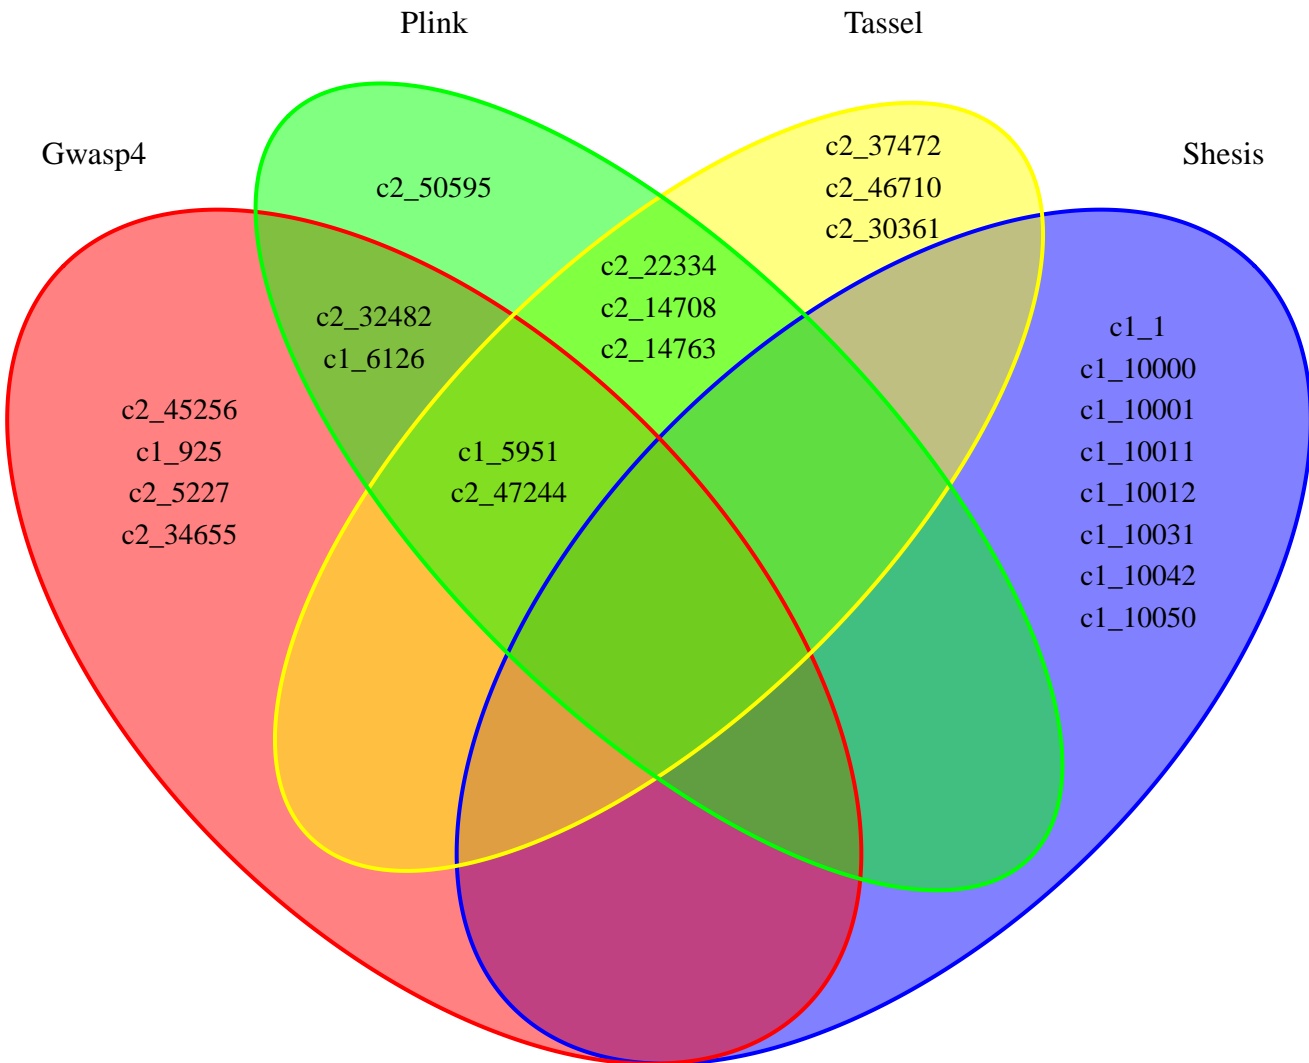 Plink
Tassel
Gwasp4
Shesis
c2_50595
c2_37472
c2_46710
c2_30361
c2_22334
c2_14708
c2_14763
c2_32482
c1_6126
c2_45256
c1_925
c2_5227
c2_34655
c1_5951
c2_47244
c1_1
c1_10000
c1_10001
c1_10011
c1_10012
c1_10031
c1_10042
c1_10050